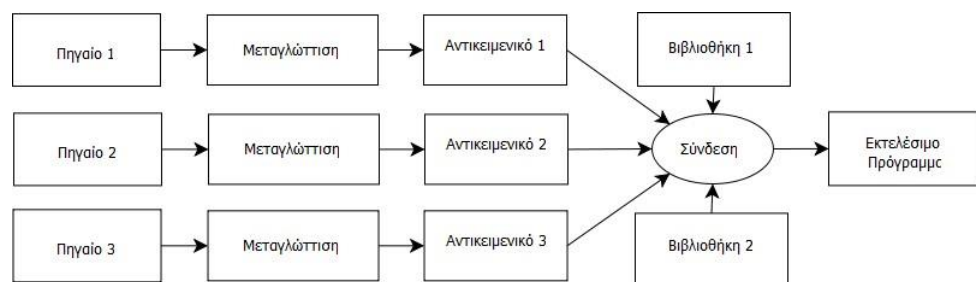 Πηγαίο 1
Μεταγλώττιση
Αντικειμενικό 1
Βιβλιοθήκη 1
Πηγαίο 2
Μεταγλώττιση
Αντικειμενικό 2
Σύνδεση
Εκτελέσιμο
Πρόγραμμα
Πηγαίο 3
Μεταγλώττιση
Αντικειμενικό 3
Βιβλιοθήκη 2